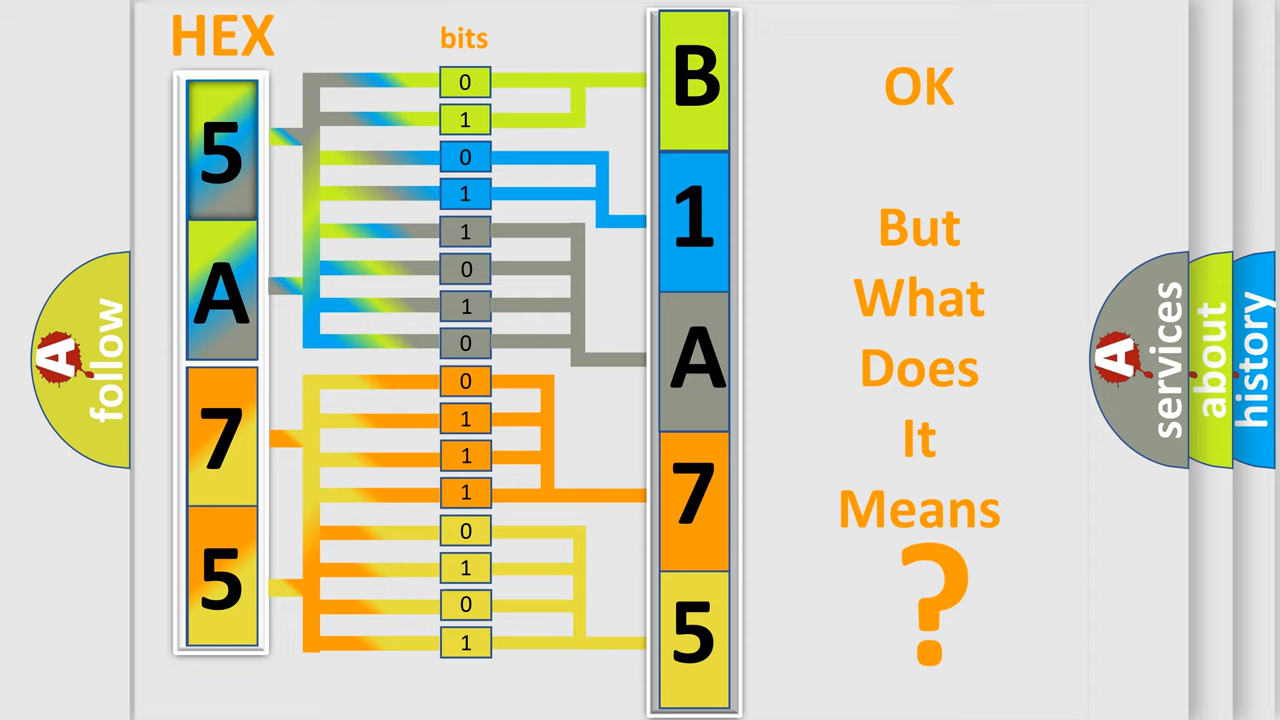 HEX
bits
5
A
7
5
0
1
0
1
1
0
1
0
0
1
1
1
0
1
0
1
B
1
A
7
5
OK
But
What
Does
It
Means
?
A
follow
A
services
about
history